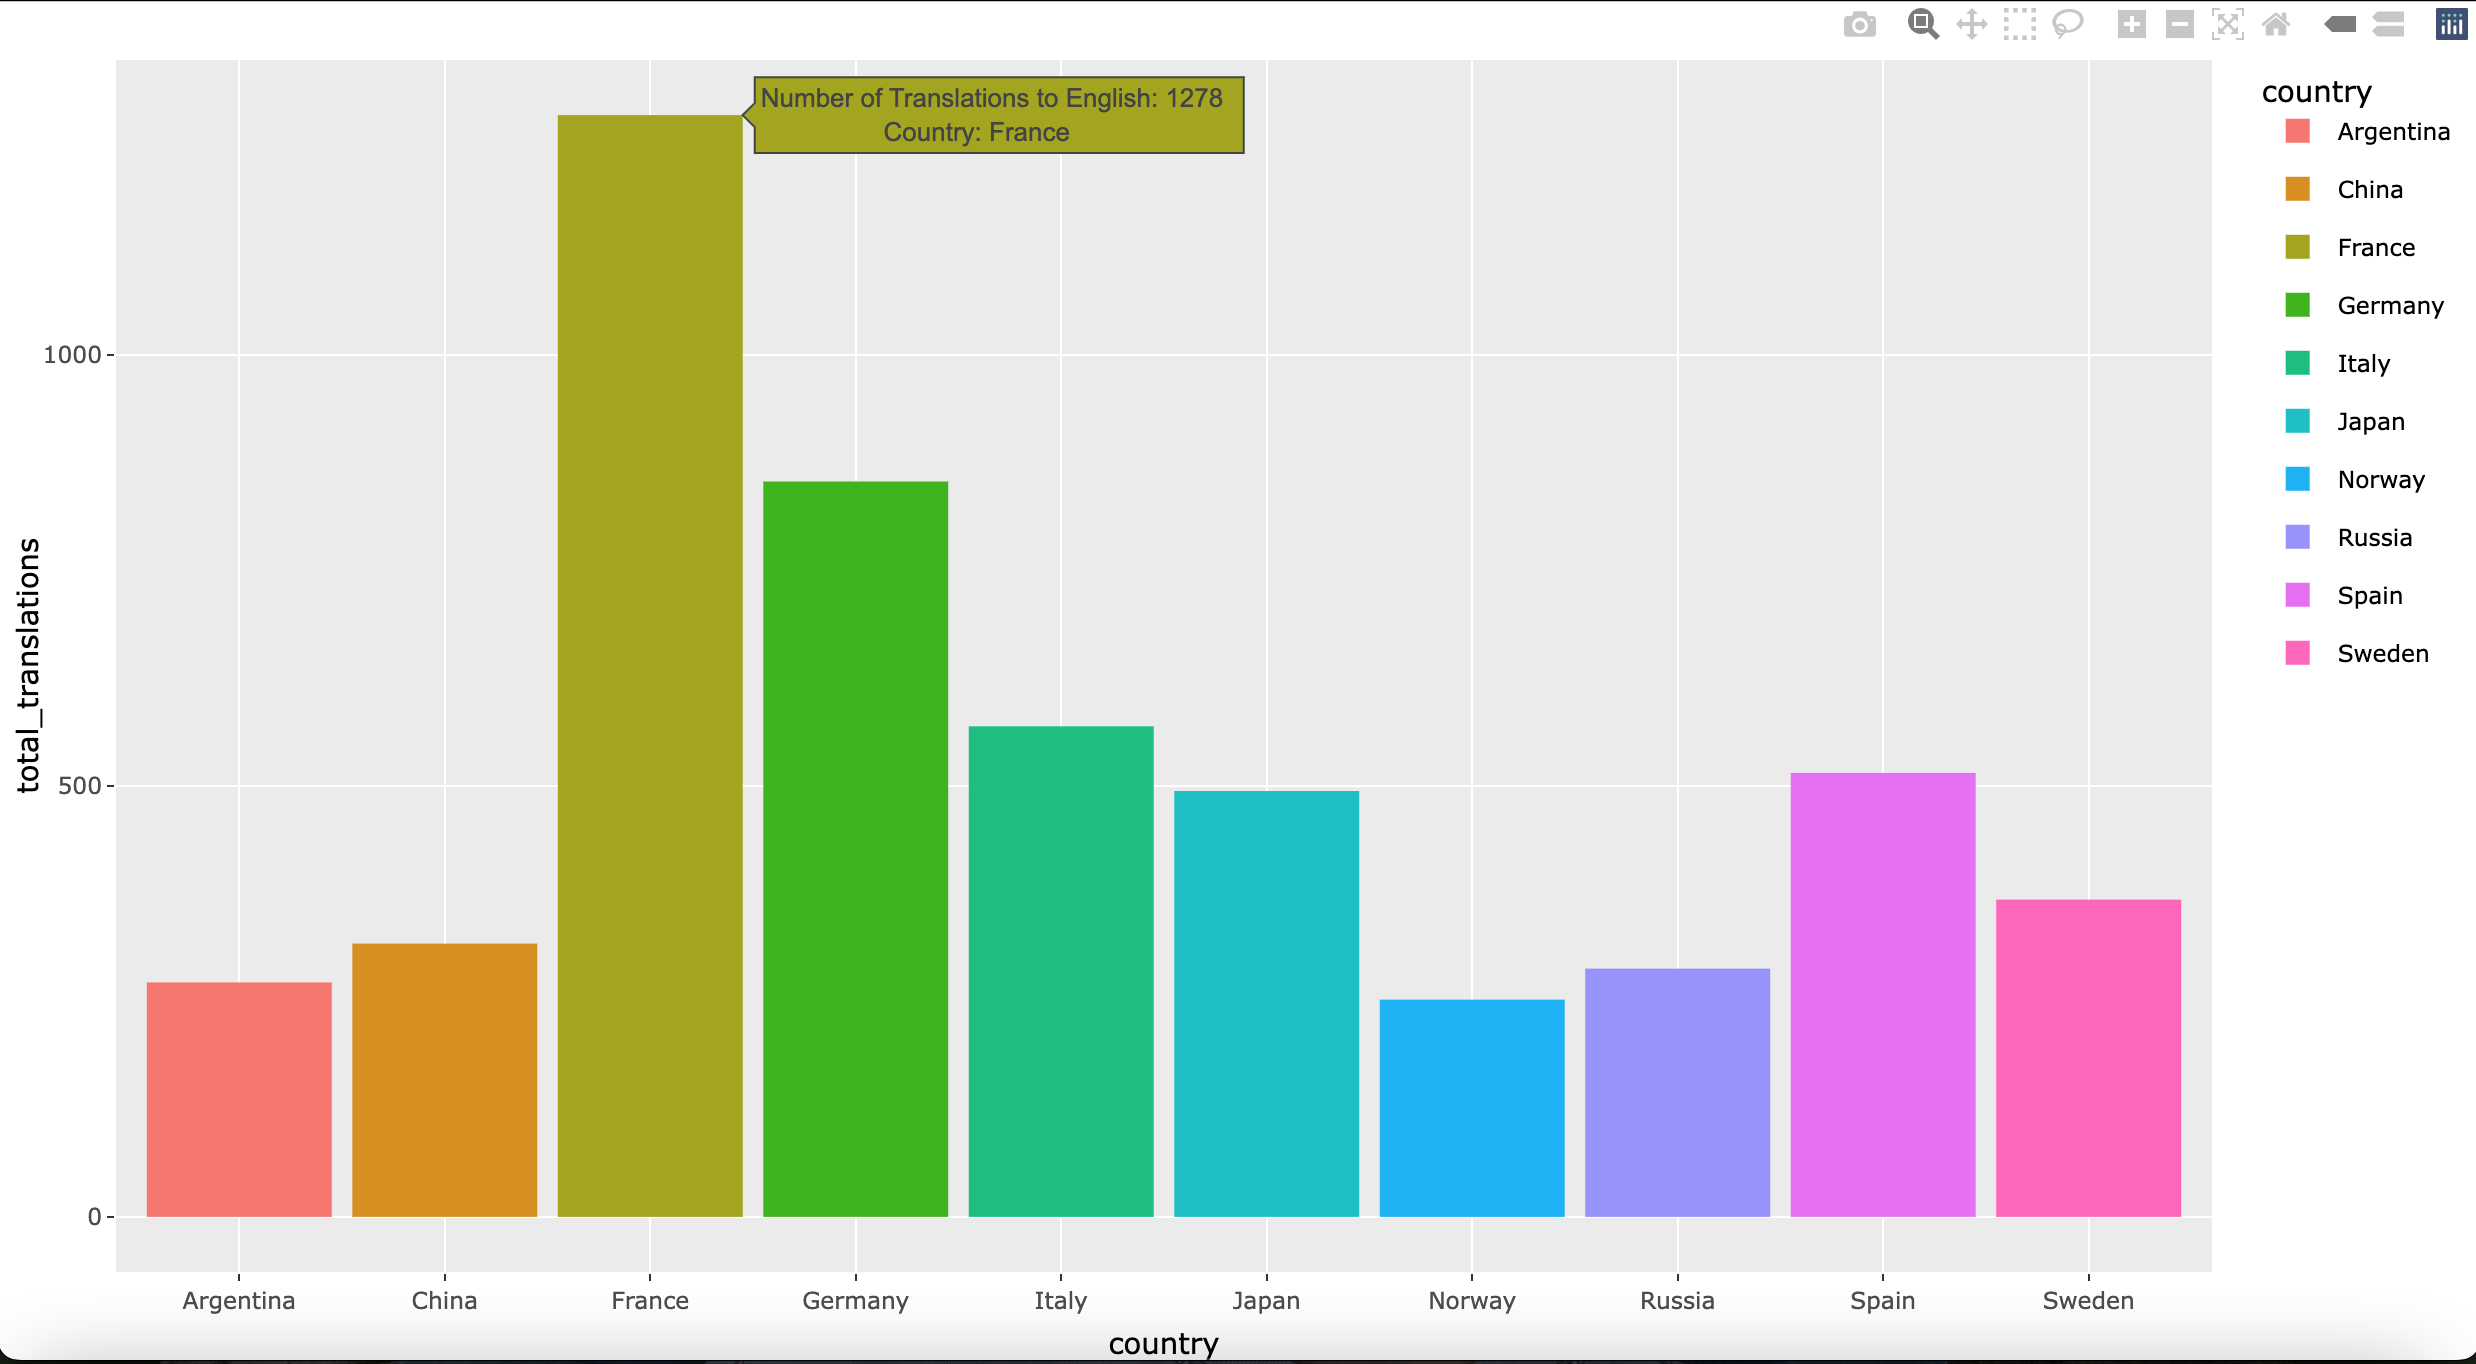 Number of Translations to English: 1278
Country: France
country
Argentina
China
France
Germany
Italy
Japan
Norway
Russia
Spain
Sweden
total_translations
1000
500
0
Argentina China France Germany Italy Japan Norway Russia Spain Sweden
country